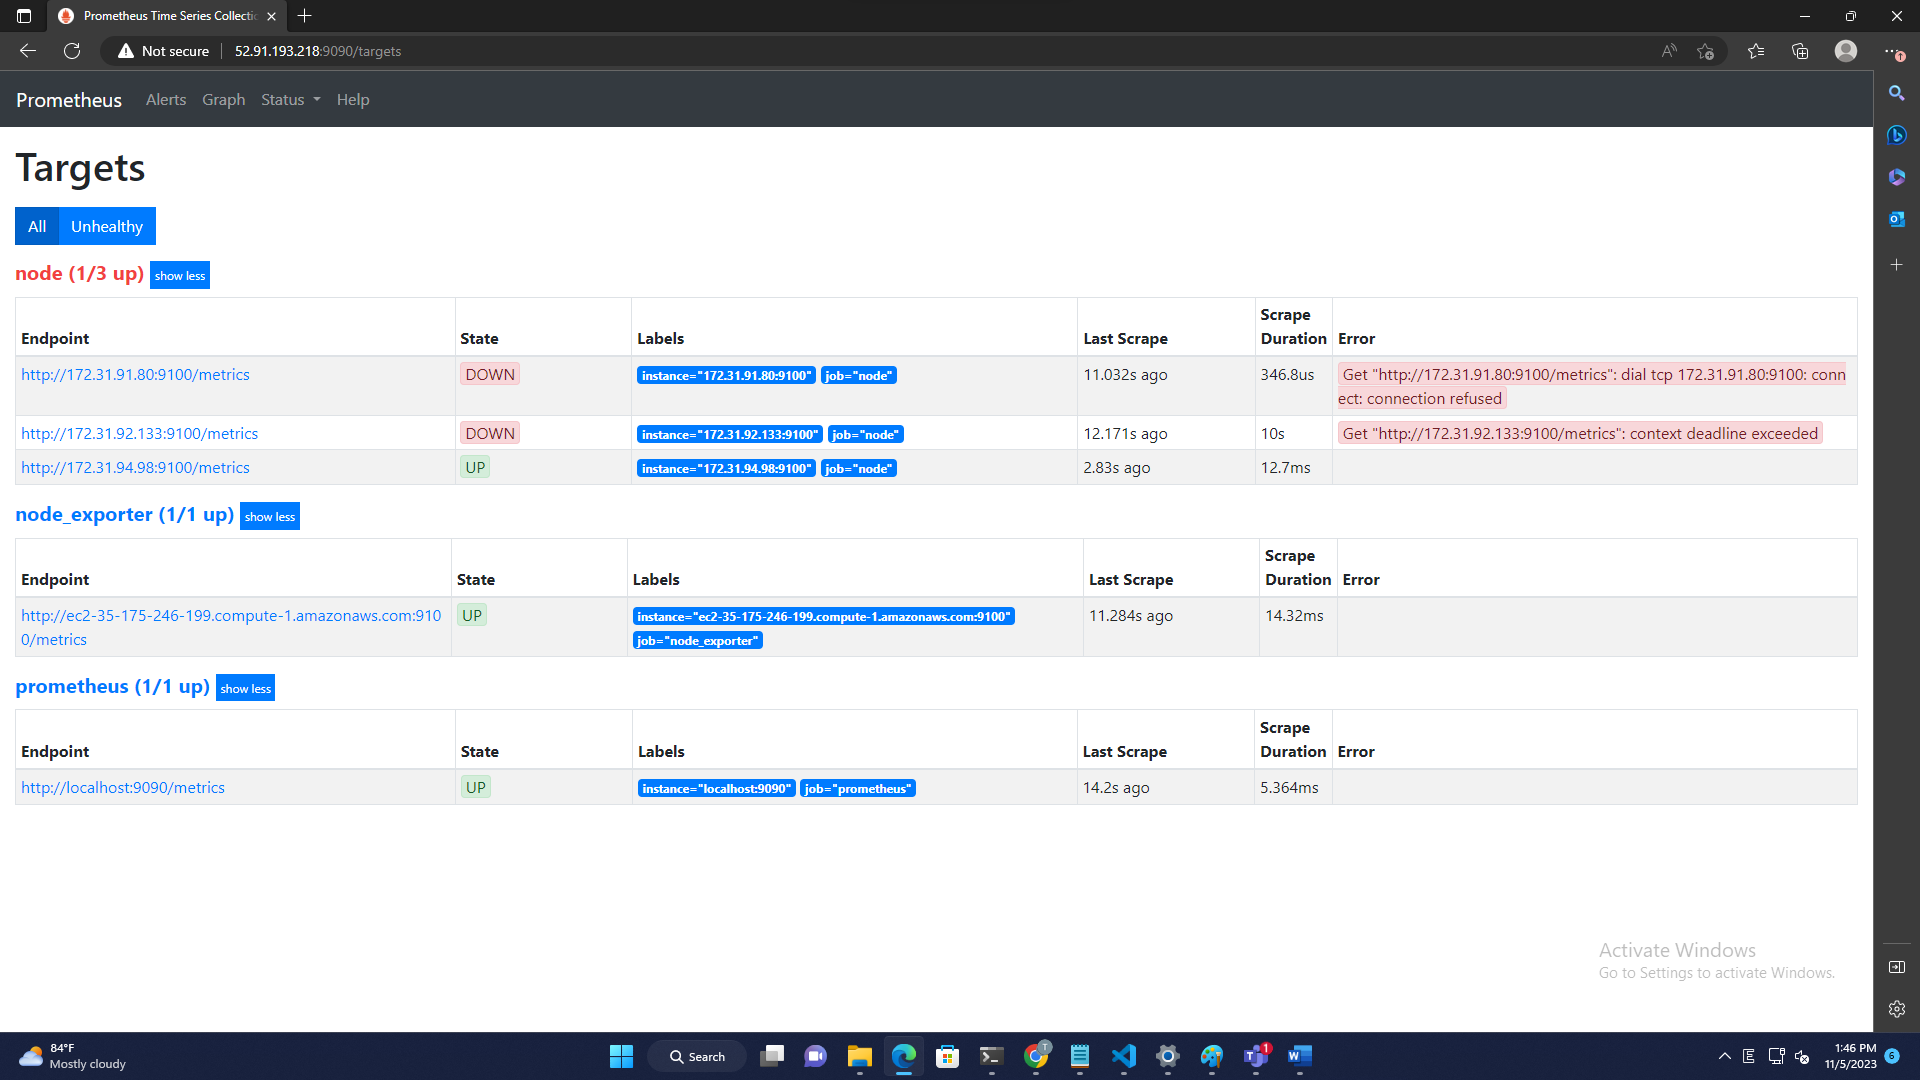 Prometheus Time Series Collectio
Not secure
52.91.193.218:9090/targets
Prometheus
Alerts
Graph
Status
Help
Targets
All
Unhealthy
node (1/3 up)
show less
Endpoint
State
Labels
Last Scrape
Scrape
Duration
Error
http://172.31.91.80:9100/metrics
DOWN
instance="172.31.91.80:9100"
job="node"
11.032s ago
346.8us
Get "http://172.31.91.80:9100/metrics": dial tcp 172.31.91.80:9100: conn
ect: connection refused
http://172.31.92.133:9100/metrics
DOWN
instance="172.31.92.133:9100"
job="node"
12.171s ago
10s
Get "http://172.31.92.133:9100/metrics": context deadline exceeded
http://172.31.94.98:9100/metrics
UP
instance="172.31.94.98:9100"
job="node"
2.83s ago
12.7ms
node_exporter (1/1 up)
show less
Endpoint
State
Labels
Last Scrape
Scrape
Duration
Error
http://ec2-35-175-246-199.compute-1.amazonaws.com:910
0/metrics
UP
instance="ec2-35-175-246-199.compute-1.amazonaws.com:9100"
job="node_exporter"
11.284s ago
14.32ms
prometheus (1/1 up)
show less
Endpoint
State
Labels
Last Scrape
Scrape
Duration
Error
http://localhost:9090/metrics
UP
instance="localhost:9090"
job="prometheus"
14.2s ago
5.364ms
Activate Windows
Go to Settings to activate Windows.
84°F
Mostly cloudy
Search
T
1
1:46 PM
11/5/2023
6